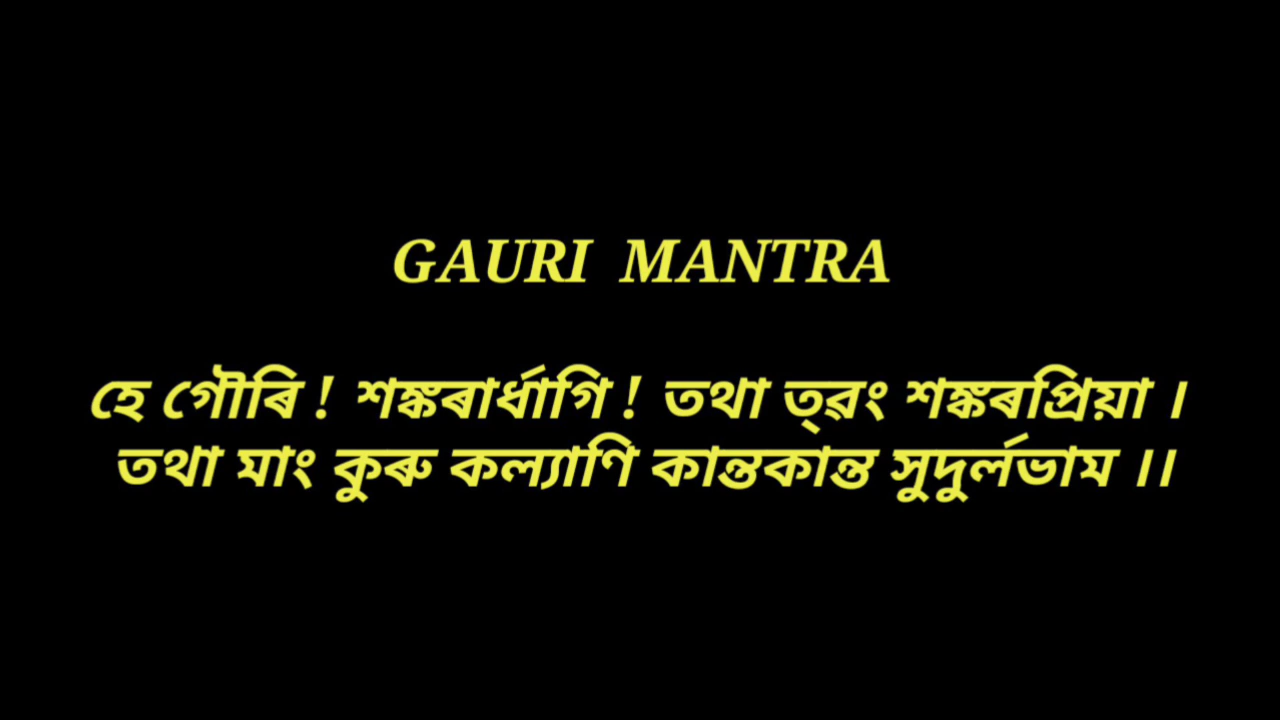 GAURI MANTRA
হে গৌৰি ! শঙ্কৰাৰ্ধাগি ! তথা ত্ৱং শঙ্কৰপ্ৰিয়া ।
তথা মাং কুৰু কল্যাণি কান্তকান্ত সুদুৰ্লভাম ।।